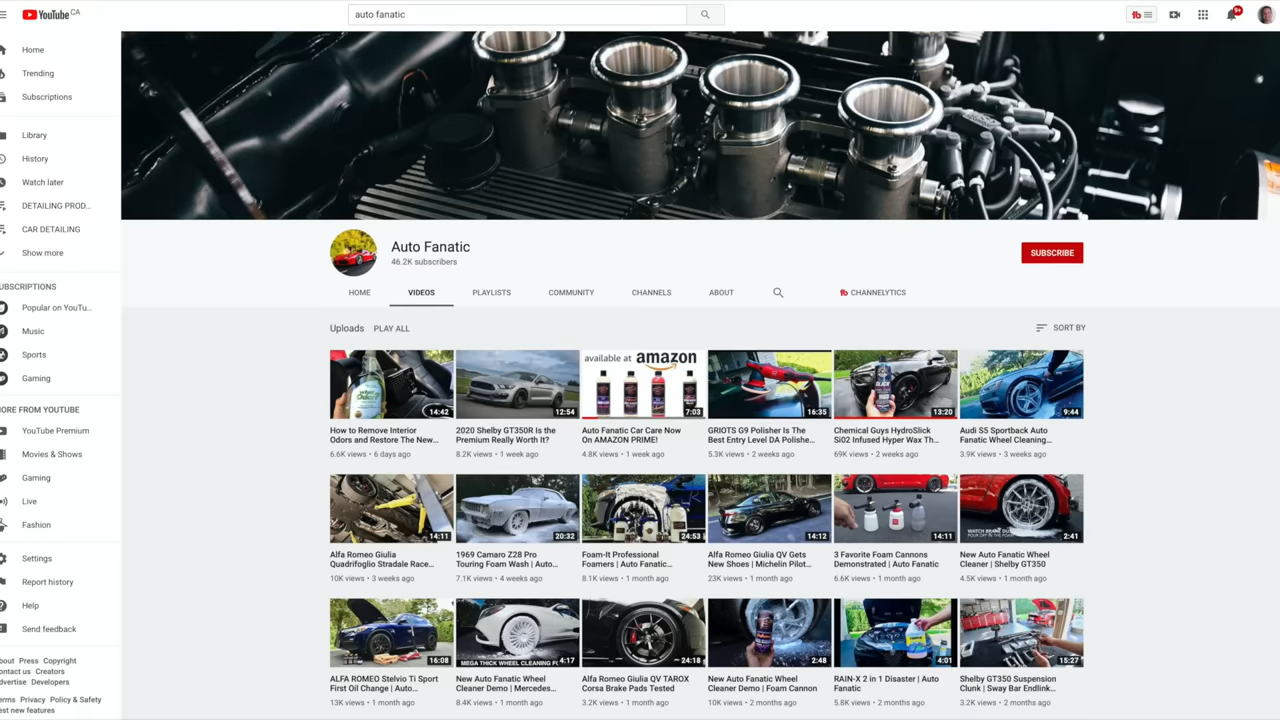 YouTube CA
auto fanatic
9+
Home
Trending
Subscriptions
Library
History
Watch later
DETAILING PROD...
CAR DETAILING
Show more
UBSCRIPTIONS
Popular on YouTu...
Music
Sports
Gaming
ORE FROM YOUTUBE
YouTube Premium
Movies & Shows
Gaming
Live
Fashion
Settings
Report history
Help
Send feedback
bout Press Copyright
ontact us Creators
dvertise Developers
erms Privacy Policy & Safety
est new features
Auto Fanatic
46.2K subscribers
SUBSCRIBE
HOME VIDEOS PLAYLISTS COMMUNITY CHANNELS ABOUT CHANNELYTICS
Uploads PLAY ALL SORT BY
available at amazon
14:42 12:54 7:03 16:35 13:20 9:44
How to Remove Interior
Odors and Restore The New...
6.6K views • 6 days ago
2020 Shelby GT350R Is the
Premium Really Worth It?
8.2K views • 1 week ago
Auto Fanatic Car Care Now
On AMAZON PRIME!
4.8K views • 1 week ago
GRIOTS G9 Polisher Is The
Best Entry Level DA Polishe...
5.3K views • 2 weeks ago
Chemical Guys HydroSlick
Si02 Infused Hyper Wax Th...
69K views • 2 weeks ago
Audi S5 Sportback Auto
Fanatic Wheel Cleaning...
3.9K views • 3 weeks ago
14:11 20:32 24:53 14:12 14:11 2:41
Alfa Romeo Giulia
Quadrifoglio Stradale Race...
10K views • 3 weeks ago
1969 Camaro Z28 Pro
Touring Foam Wash | Auto...
7.1K views • 4 weeks ago
Foam-It Professional
Foamers | Auto Fanatic...
8.1K views • 1 month ago
Alfa Romeo Giulia QV Gets
New Shoes | Michelin Pilot...
23K views • 1 month ago
3 Favorite Foam Cannons
Demonstrated | Auto Fanatic
6.6K views • 1 month ago
New Auto Fanatic Wheel
Cleaner | Shelby GT350
4.5K views • 1 month ago
MEGA THICK WHEEL CLEANING FO
16:08 4:17 24:18 2:48 4:01 15:27
ALFA ROMEO Stelvio Ti Sport
First Oil Change | Auto...
13K views • 1 month ago
New Auto Fanatic Wheel
Cleaner Demo | Mercedes...
8.4K views • 1 month ago
Alfa Romeo Giulia QV TAROX
Corsa Brake Pads Tested
3.2K views • 1 month ago
New Auto Fanatic Wheel
Cleaner Demo | Foam Cannon
10K views • 2 months ago
RAIN-X 2 in 1 Disaster | Auto
Fanatic
5.8K views • 2 months ago
Shelby GT350 Suspension
Clunk | Sway Bar Endlink...
3.2K views • 2 months ago